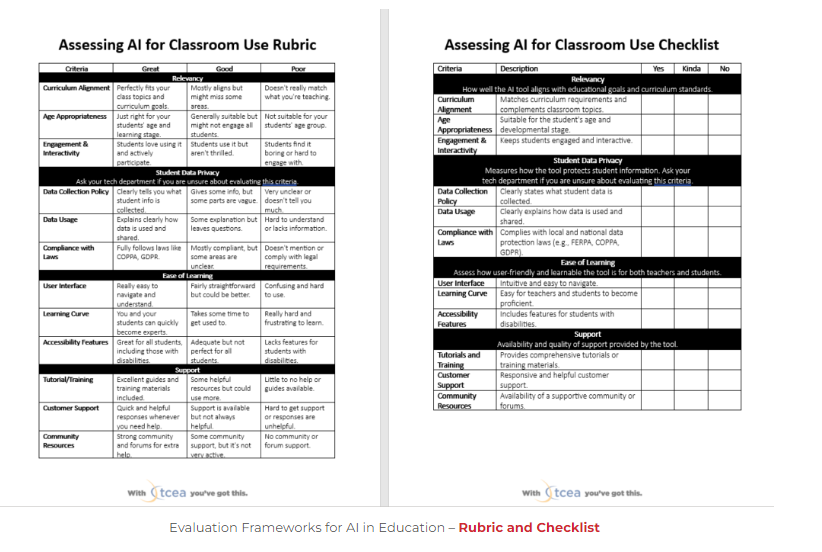 Assessing AI for Classroom Use Rubric
Criteria Great Good Poor
Relevancy
Curriculum Alignment Perfectly fits your Mostly aligns but Doesn't really match
class topics and might miss some what you're teaching.
curriculum goals. areas.
Age Appropriateness Just right for your Generally suitable but Not suitable for your
students' age and might not engage all students' age group.
learning stage. students.
Engagement & Students love using it Students use it but Students find it
Interactivity and actively aren't thrilled. boring or hard to
participate. engage with.
Student Data Privacy
Ask your tech department if you are unsure about evaluating this criteria.
Data Collection Policy Clearly tells you what Gives some info, but Very unclear or
student info is some parts are vague. doesn't tell you
collected. much.
Data Usage Explains clearly how Some explanation but Hard to understand
data is used and leaves questions. or lacks information.
shared.
Compliance with Fully follows laws like Mostly compliant, but Doesn't mention or
Laws COPPA, GDPR. some areas are comply with legal
unclear. requirements.
Ease of Learning
User Interface Really easy to Fairly straightforward Confusing and hard
navigate and but could be better. to use.
understand.
Learning Curve You and your Takes some time to Really hard and
students can quickly get used to. frustrating to learn.
become experts.
Accessibility Features Great for all students, Adequate but not Lacks features for
including those with perfect for all students with
disabilities. students. disabilities.
Support
Tutorial/Training Excellent guides and Some helpful Little to no help or
training materials resources but could guides available.
included. use more.
Customer Support Quick and helpful Support is available Hard to get support
responses whenever but not always or responses are
you need help. helpful. unhelpful.
Community Strong community Some community No community or
Resources and forums for extra support, but it's not forum support.
help. very active.
With tcea you've got this.
Assessing AI for Classroom Use Checklist
Criteria Description Yes Kinda No
Relevancy
How well the AI tool aligns with educational goals and curriculum standards.
Curriculum Matches curriculum requirements and
Alignment complements classroom topics.
Age Suitable for the student's age and
Appropriateness developmental stage.
Engagement & Keeps students engaged and interactive.
Interactivity
Student Data Privacy
Measures how the tool protects student information. Ask your
tech department if you are unsure about evaluating this criteria.
Data Collection Clearly states what student data is
Policy collected.
Data Usage Clearly explains how data is used and
shared.
Compliance with Complies with local and national data
Laws protection laws (e.g., FERPA, COPPA,
GDPR).
Ease of Learning
Assess how user-friendly and learnable the tool is for both teachers and students.
User Interface Intuitive and easy to navigate.
Learning Curve Easy for teachers and students to become
proficient.
Accessibility Includes features for students with
Features disabilities.
Support
Availability and quality of support provided by the tool.
Tutorials and Provides comprehensive tutorials or
Training training materials.
Customer Responsive and helpful customer
Support support.
Community Availability of a supportive community or
Resources forums.
With tcea you've got this.
Evaluation Frameworks for AI in Education – Rubric and Checklist